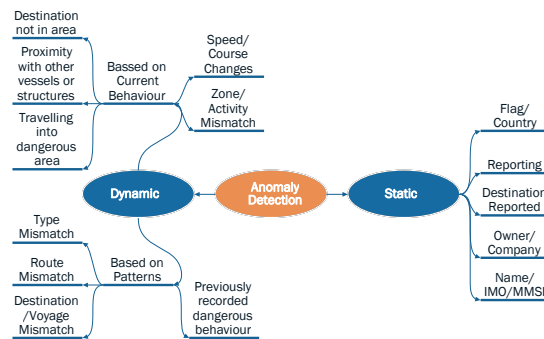 Destination
not in area
Proximity
with other
vessels or
structures
Travelling
into
dangerous
area
Bassed on
Current
Behaviour
Speed/
Course
Changes
Zone/
Activity
Mismatch
Dynamic
Anomaly
Detection
Static
Flag/
Country
Reporting
Destination
Reported
Owner/
Company
Name/
IMO/MMSI
Type
Mismatch
Route
Mismatch
Destination
/Voyage
Mismatch
Based on
Patterns
Previously
recorded
dangerous
behaviour